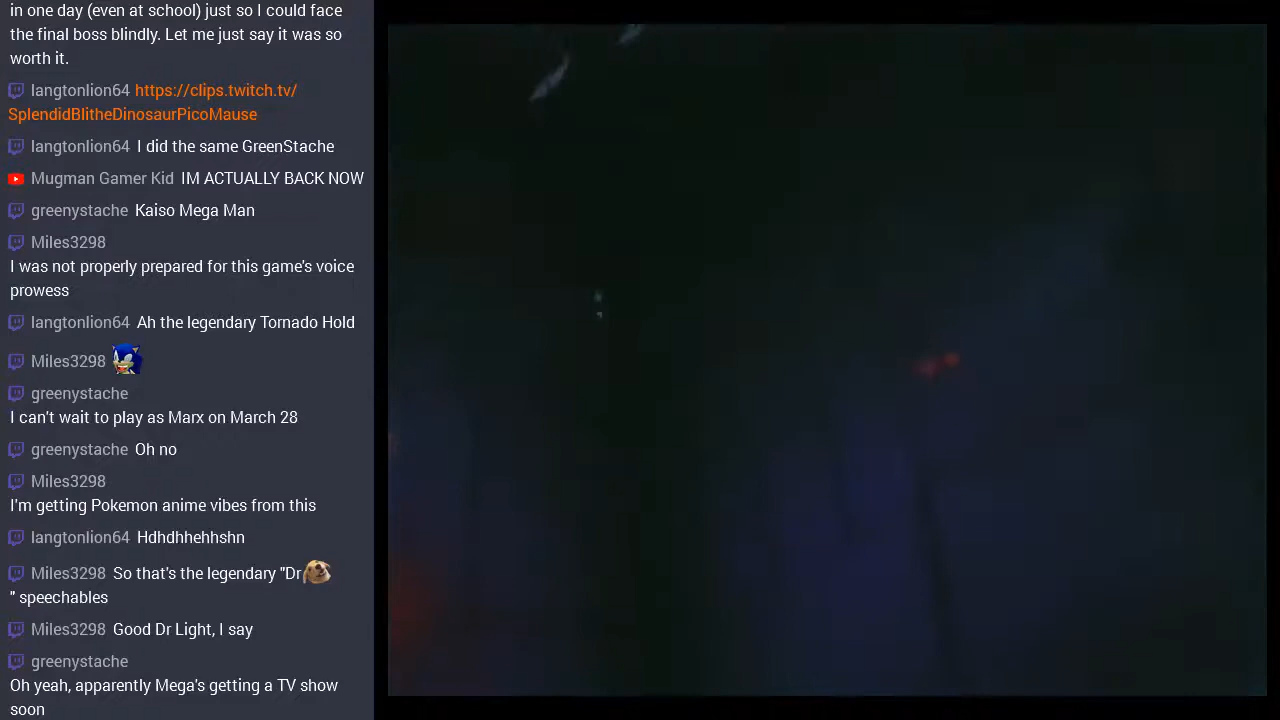 in one day (even at school) just so I could face
the final boss blindly. Let me just say it was so
worth it.
langtonlion64 https://clips.twitch.tv/
SplendidBlitheDinosaurPicoMause
langtonlion64 I did the same GreenStache
Mugman Gamer Kid IM ACTUALLY BACK NOW
greenystache Kaiso Mega Man
Miles3298
I was not properly prepared for this game's voice
prowess
langtonlion64 Ah the legendary Tornado Hold
Miles3298
greenystache
I can't wait to play as Marx on March 28
greenystache Oh no
Miles3298
I'm getting Pokemon anime vibes from this
langtonlion64 Hdhdhhehhshn
Miles3298 So that's the legendary "Dr
" speechables
Miles3298 Good Dr Light, I say
greenystache
Oh yeah, apparently Mega's getting a TV show
soon